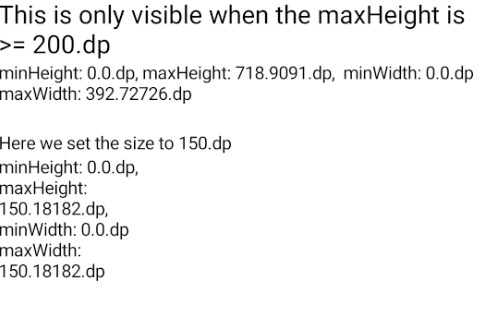 This is only visible when the maxHeight is
>= 200.dp
minHeight: 0.0.dp, maxHeight: 718.9091.dp,  minWidth: 0.0.dp
maxWidth: 392.72726.dp
Here we set the size to 150.dp
minHeight: 0.0.dp,
maxHeight:
150.18182.dp,
minWidth: 0.0.dp
maxWidth:
150.18182.dp